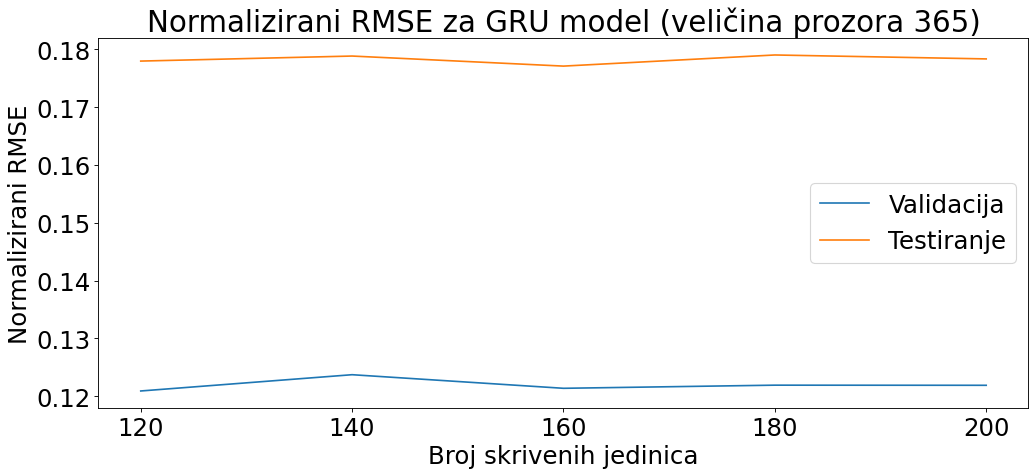 Normalizirani RMSE za GRU model (veličina prozora 365)
Normalizirani RMSE
0.18
0.17
0.16
0.15
0.14
0.13
0.12
Validacija
Testiranje
120 140 160 180 200
Broj skrivenih jedinica